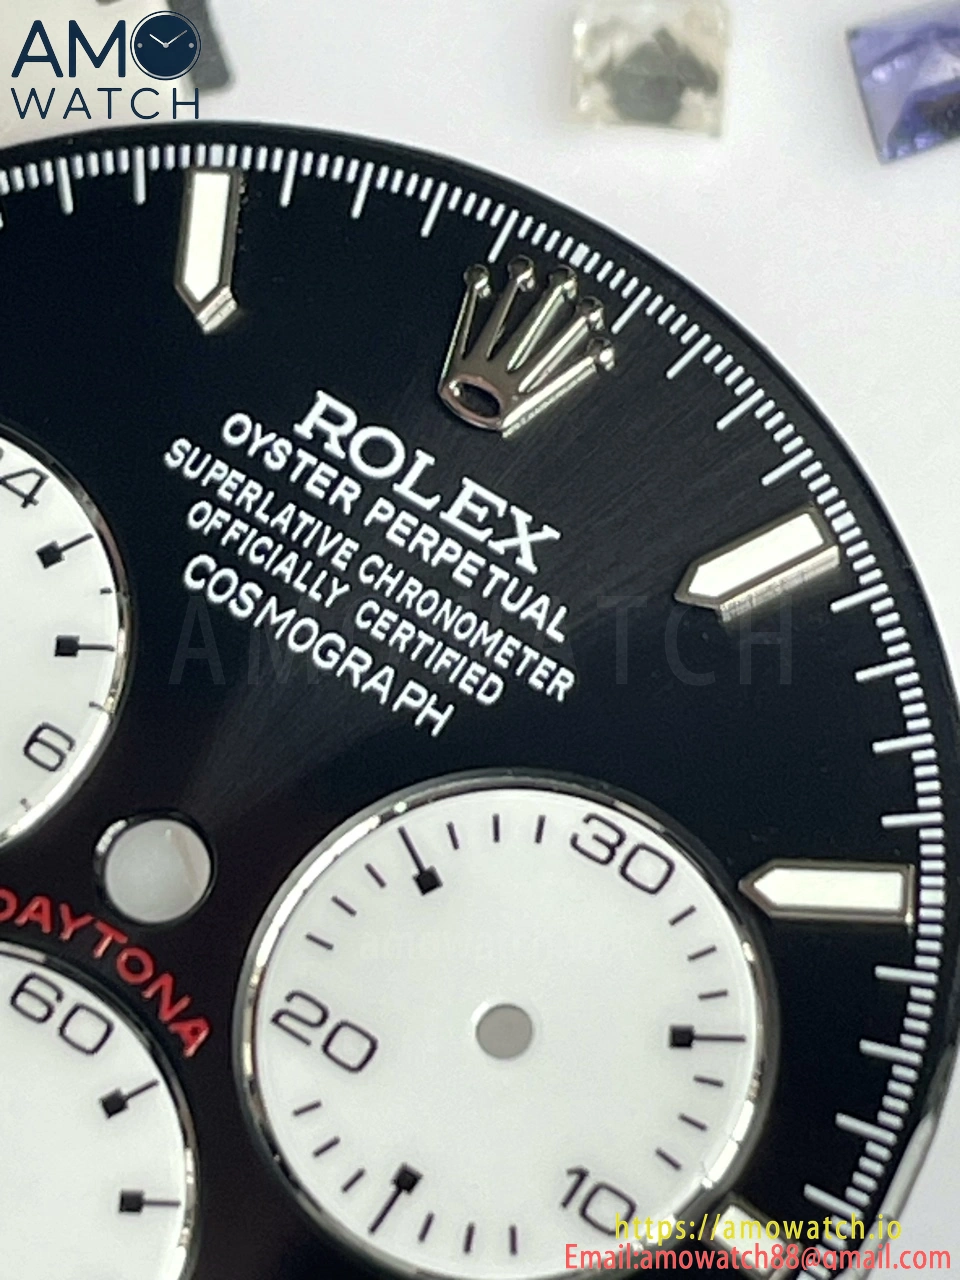 AMO
WATCH
ROLEX
OYSTER PERPETUAL
SUPERLATIVE CHRONOMETER
OFFICIALLY CERTIFIED
COSMOGRAPH
AMOWATCH
6
30
DAYTONA
60
20
10
https://amowatch.io
Email:amowatch88@gmail.com